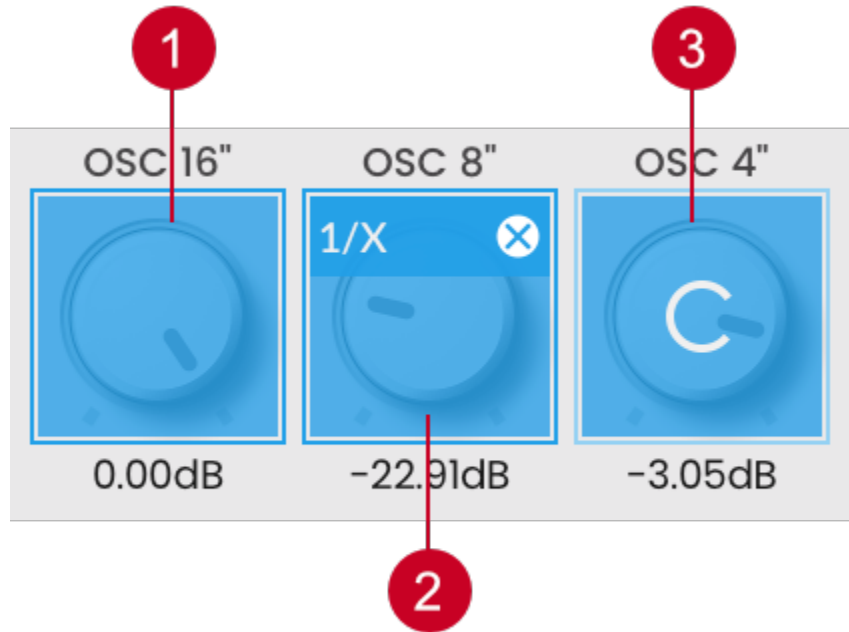 1
3
OSC 16"
OSC 8"
OSC 4"
1/X
0.00dB
-22.91dB
-3.05dB
2